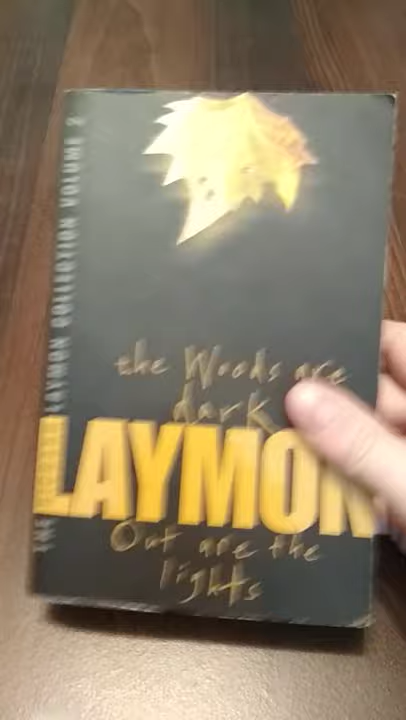 THE RICHARD LAYMON COLLECTION VOLUME 2
the Woods are
dark
LAYMON
Out are the
lights